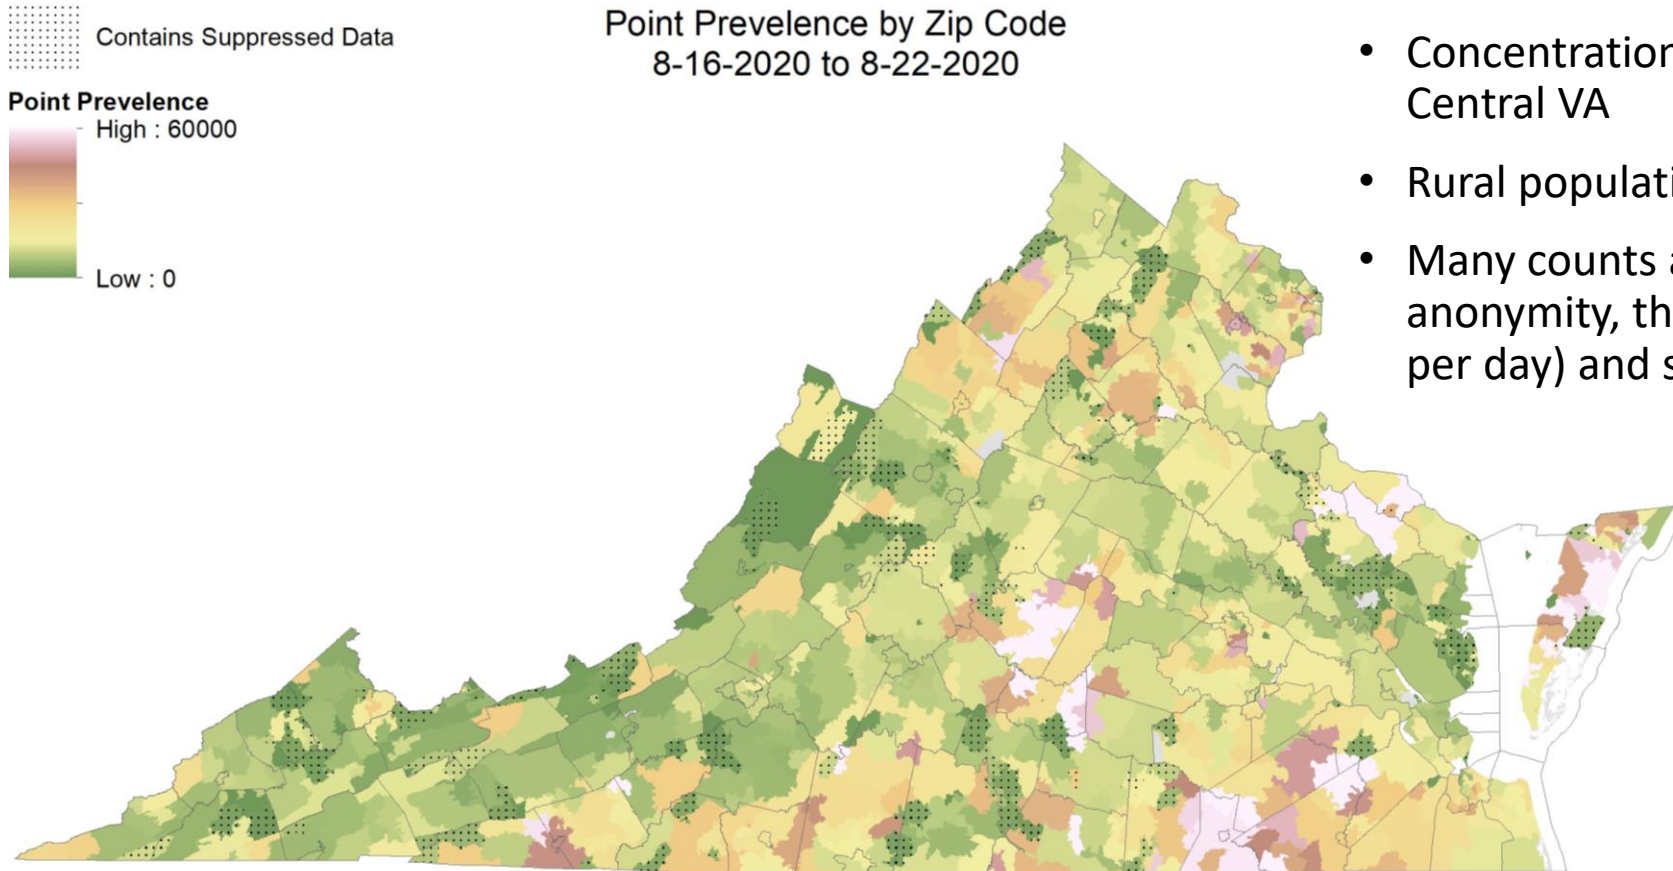 Contains Suppressed Data
Point Prevelence
High : 60000
Low : 0
Point Prevelence by Zip Code
8-16-2020 to 8-22-2020
• Concentration
Central VA
• Rural populati
• Many counts a
anonymity, th
per day) and s